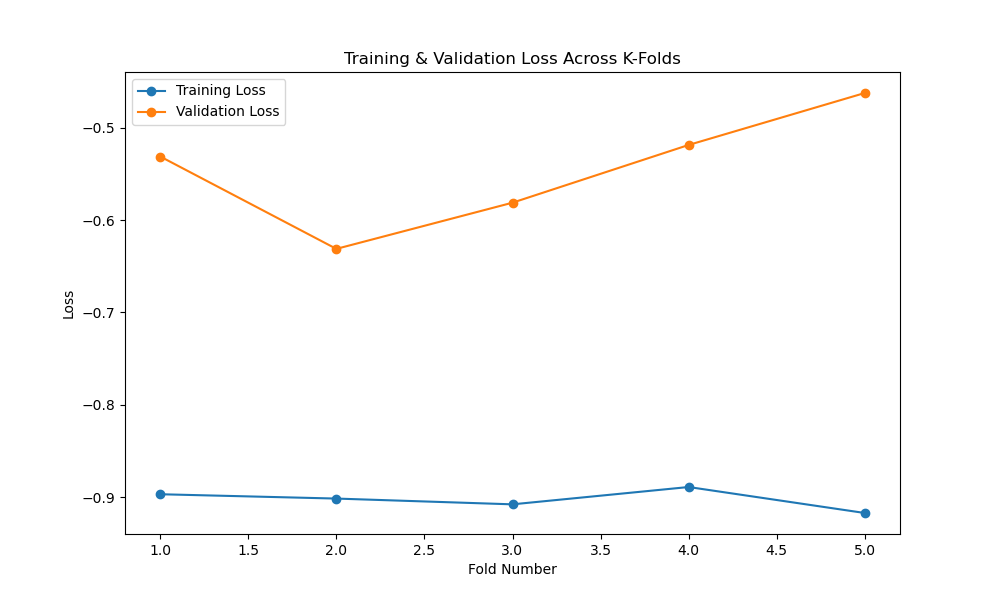 Training & Validation Loss Across K-Folds
Training Loss
Validation Loss
Loss
−0.5
−0.6
−0.7
−0.8
−0.9
1.0 1.5 2.0 2.5 3.0 3.5 4.0 4.5 5.0
Fold Number